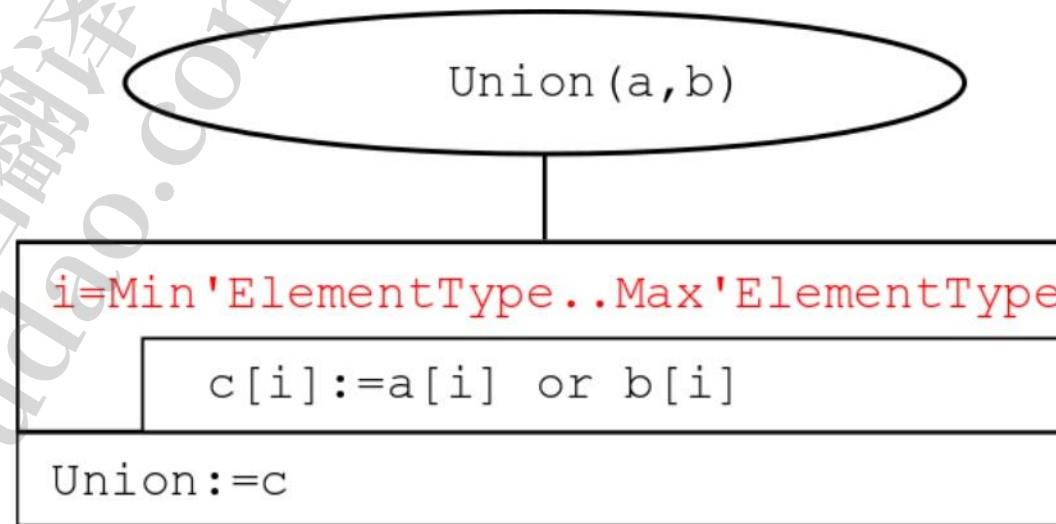 Union(a,b)
i=Min'ElementType..Max'ElementType
c[i]:=a[i] or b[i]
Union:=c